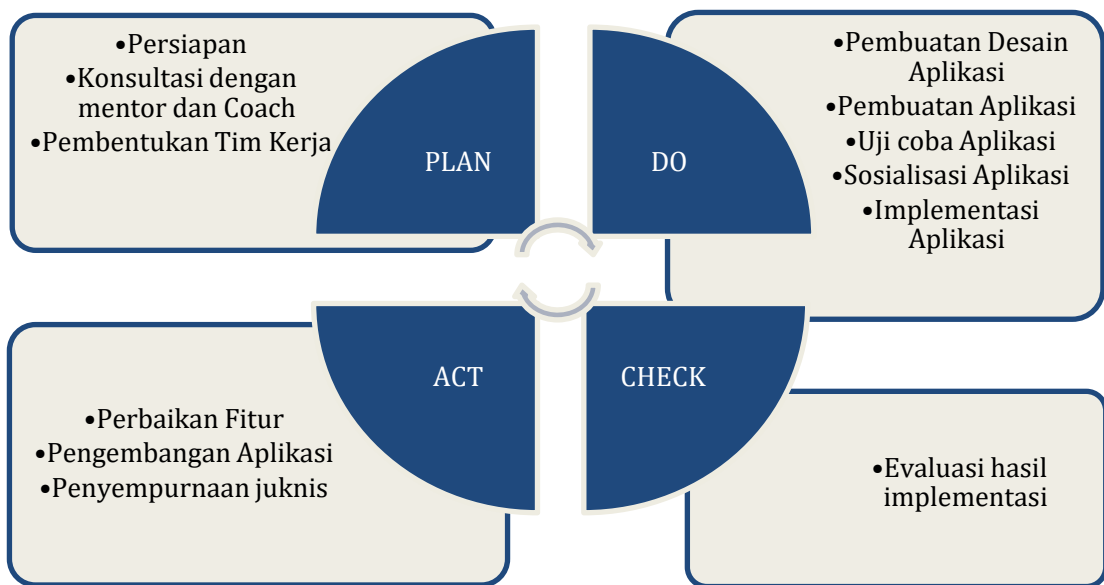 •Persiapan
•Konsultasi dengan
mentor dan Coach
•Pembentukan Tim Kerja
PLAN
DO
•Pembuatan Desain
Aplikasi
•Pembuatan Aplikasi
•Uji coba Aplikasi
•Sosialisasi Aplikasi
•Implementasi
Aplikasi
•Perbaikan Fitur
•Pengembangan Aplikasi
•Penyempurnaan juknis
ACT
CHECK
•Evaluasi hasil
implementasi